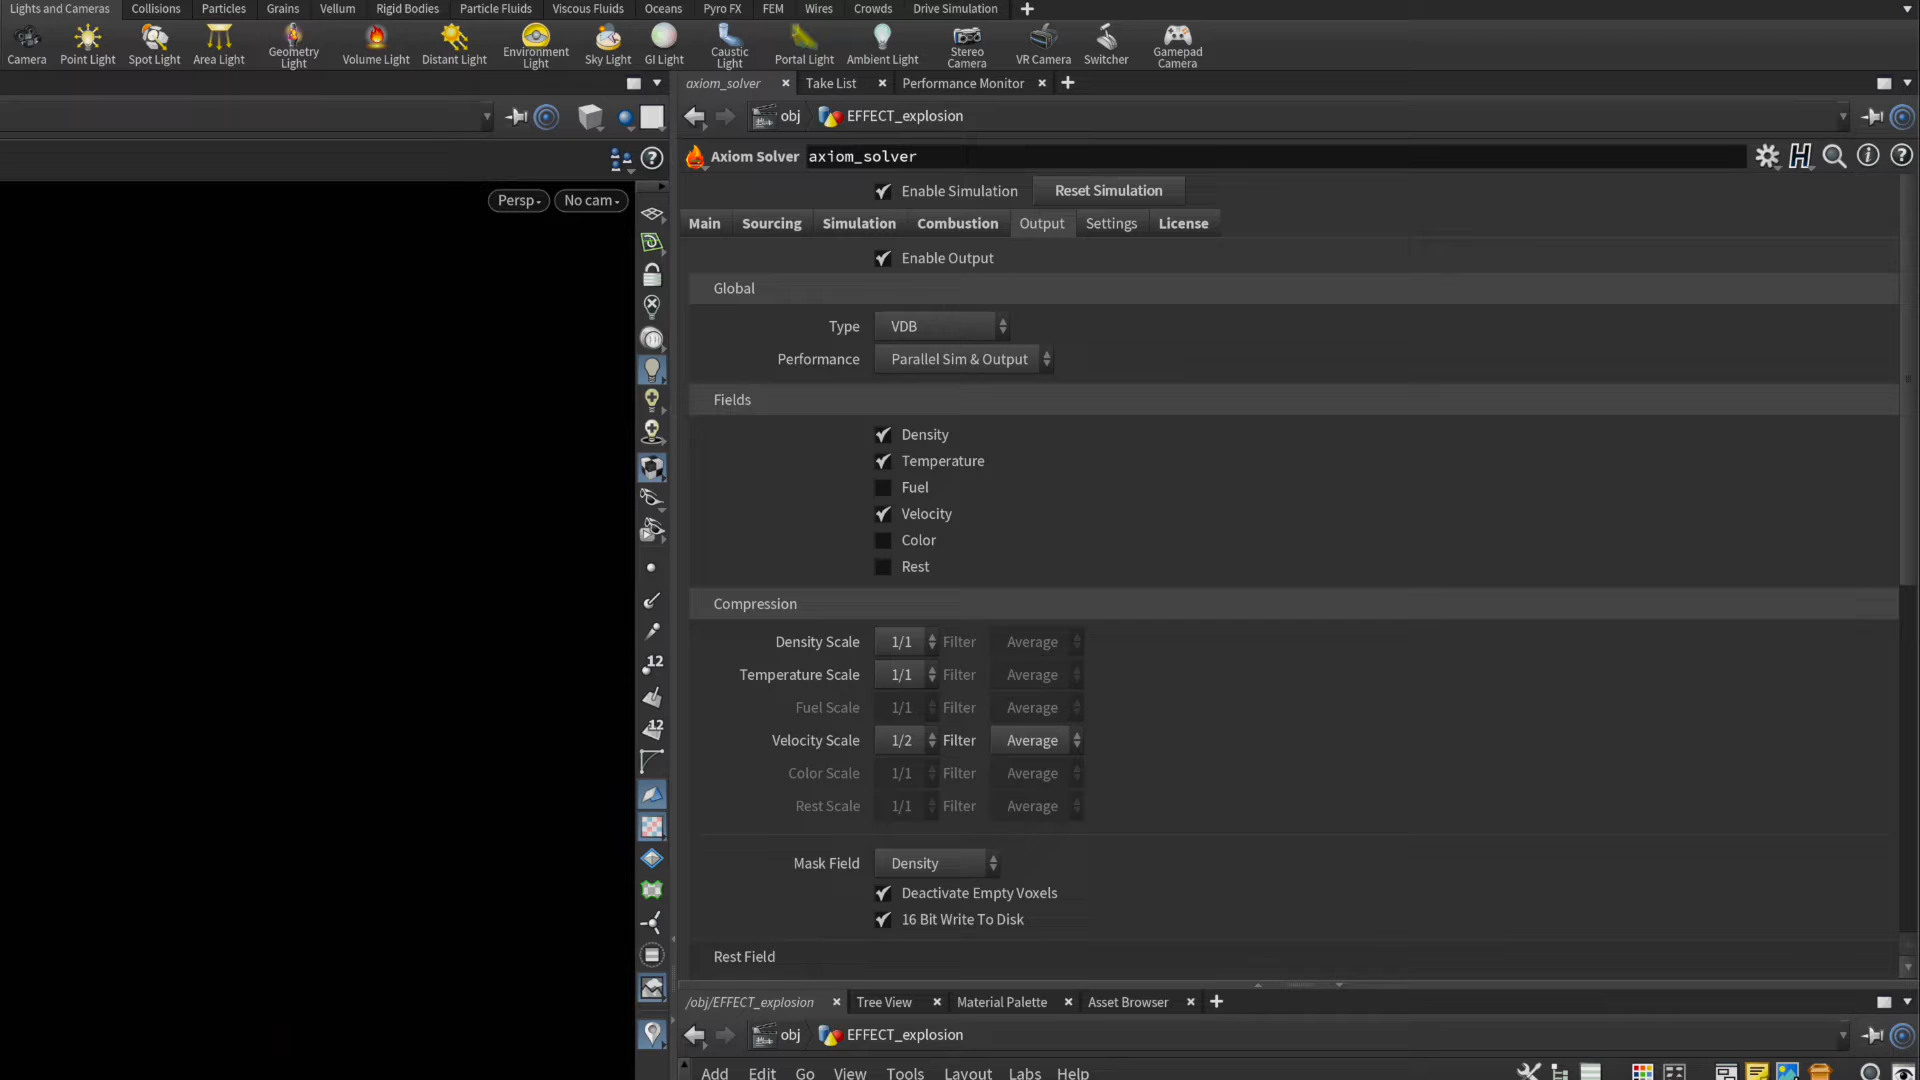 Lights and Cameras Collisions Particles Grains Vellum Rigid Bodies Particle Fluids Viscous Fluids Oceans Pyro FX FEM Wires Crowds Drive Simulation
Camera Point Light Spot Light Area Light Geometry Light Volume Light Distant Light Environment Light Sky Light GI Light Caustic Light Portal Light Ambient Light Stereo Camera VR Camera Switcher Gamepad Camera
axiom_solver Take List Performance Monitor
obj EFFECT_explosion
Axiom Solver axiom_solver
Enable Simulation Reset Simulation
Persp No cam
Main Sourcing Simulation Combustion Output Settings License
Enable Output
Global
Type VDB
Performance Parallel Sim & Output
Fields
Density
Temperature
Fuel
Velocity
Color
Rest
Compression
Density Scale 1/1 Filter Average
Temperature Scale 1/1 Filter Average
12
Fuel Scale 1/1 Filter Average
12
Velocity Scale 1/2 Filter Average
Color Scale 1/1 Filter Average
Rest Scale 1/1 Filter Average
Mask Field Density
Deactivate Empty Voxels
16 Bit Write To Disk
Rest Field
/obj/EFFECT_explosion Tree View Material Palette Asset Browser
obj EFFECT_explosion
Add Edit Go View Tools Layout Labs Help